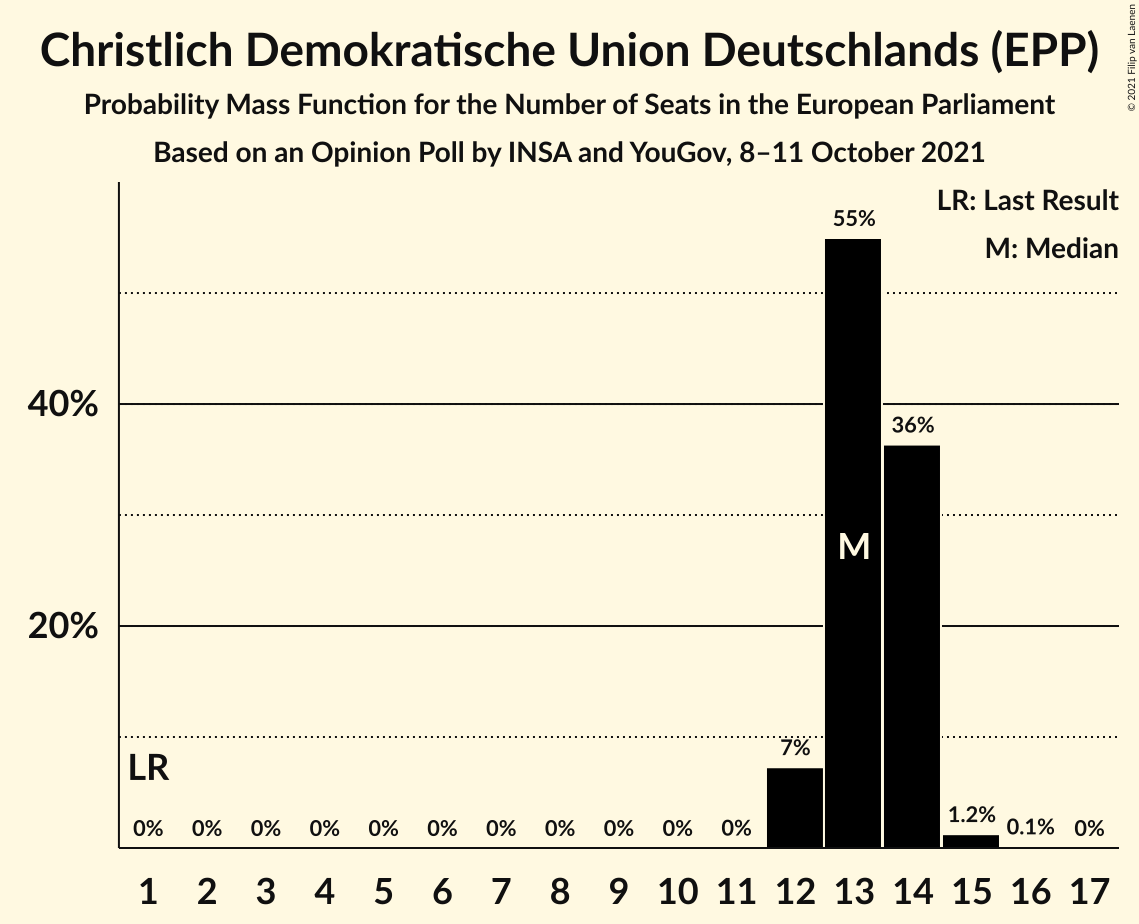 Christlich Demokratische Union Deutschlands (EPP)
Probability Mass Function for the Number of Seats in the European Parliament
Based on an Opinion Poll by INSA and YouGov, 8–11 October 2021
© 2021 Filip van Laenen
LR: Last Result
M: Median
55%
40%
36%
M
20%
7%
LR
0% 0% 0% 0% 0% 0% 0% 0% 0% 0% 0% 1.2% 0.1% 0%
1 2 3 4 5 6 7 8 9 10 11 12 13 14 15 16 17